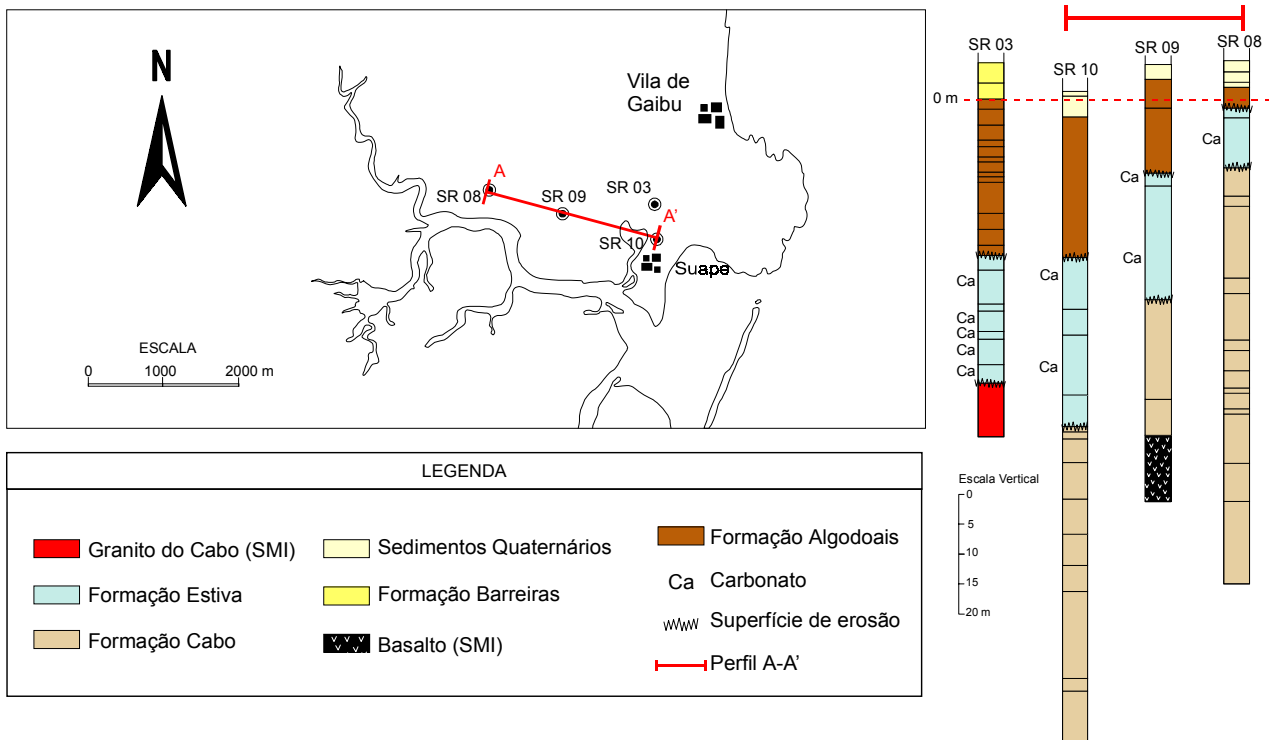 N
Vila de
Gaibu
A
SR 08
SR 09
SR 03
A'
SR 10
Suape
ESCALA
0 1000 2000 m
LEGENDA
Granito do Cabo (SMI)
Formação Estiva
Formação Cabo
Sedimentos Quaternários
Formação Barreiras
Basalto (SMI)
Formação Algodoais
Ca Carbonato
Superfície de erosão
Perfil A-A'
SR 03
SR 10
SR 09
SR 08
0 m
Ca
Ca
Ca
Ca
Ca
Ca
Ca
Ca
Ca
Ca
Escala Vertical
0
5
10
15
20 m